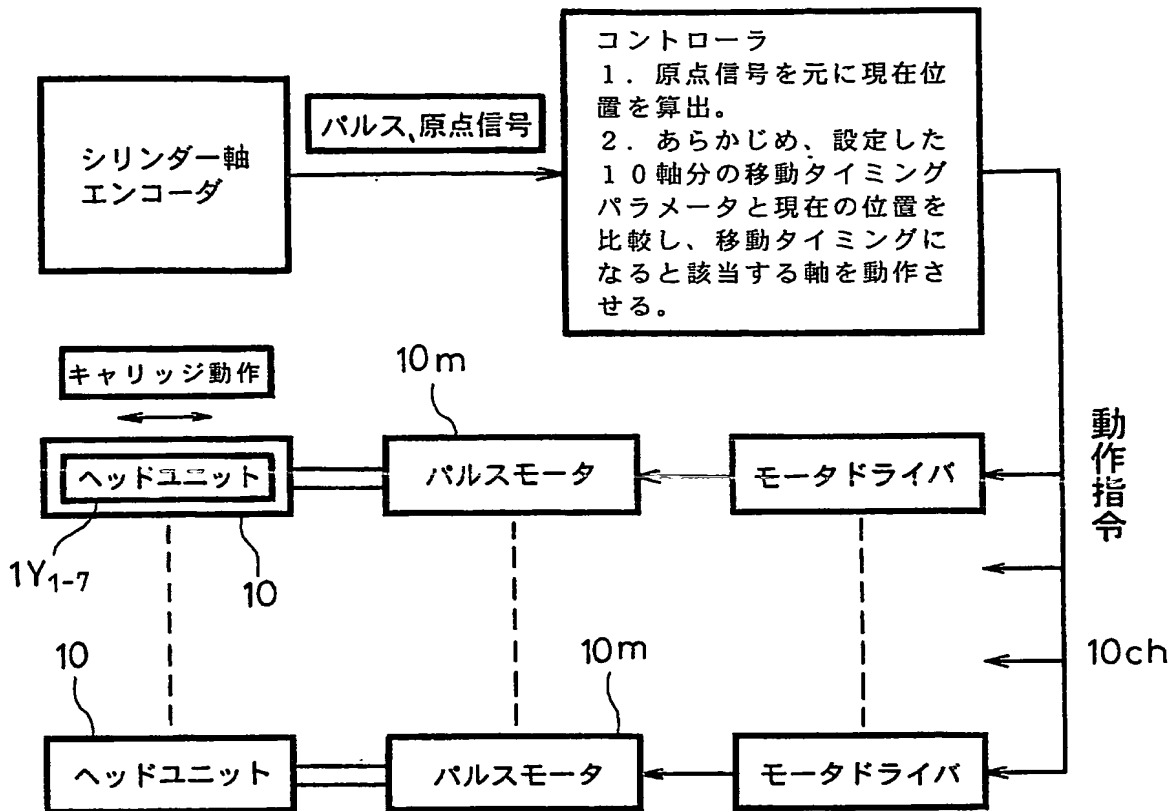 シリンダー軸
エンコーダ
パルス、原点信号
コントローラ
1．原点信号を元に現在位
置を算出。
2．あらかじめ、設定した
10軸分の移動タイミング
パラメータと現在の位置を
比較し、移動タイミングに
なると該当する軸を動作さ
せる。
キャリッジ動作
10m
ヘッドユニット
パルスモータ
モータドライバ
動作指令
1Y1-7
10
10ch
10
10m
ヘッドユニット
パルスモータ
モータドライバ